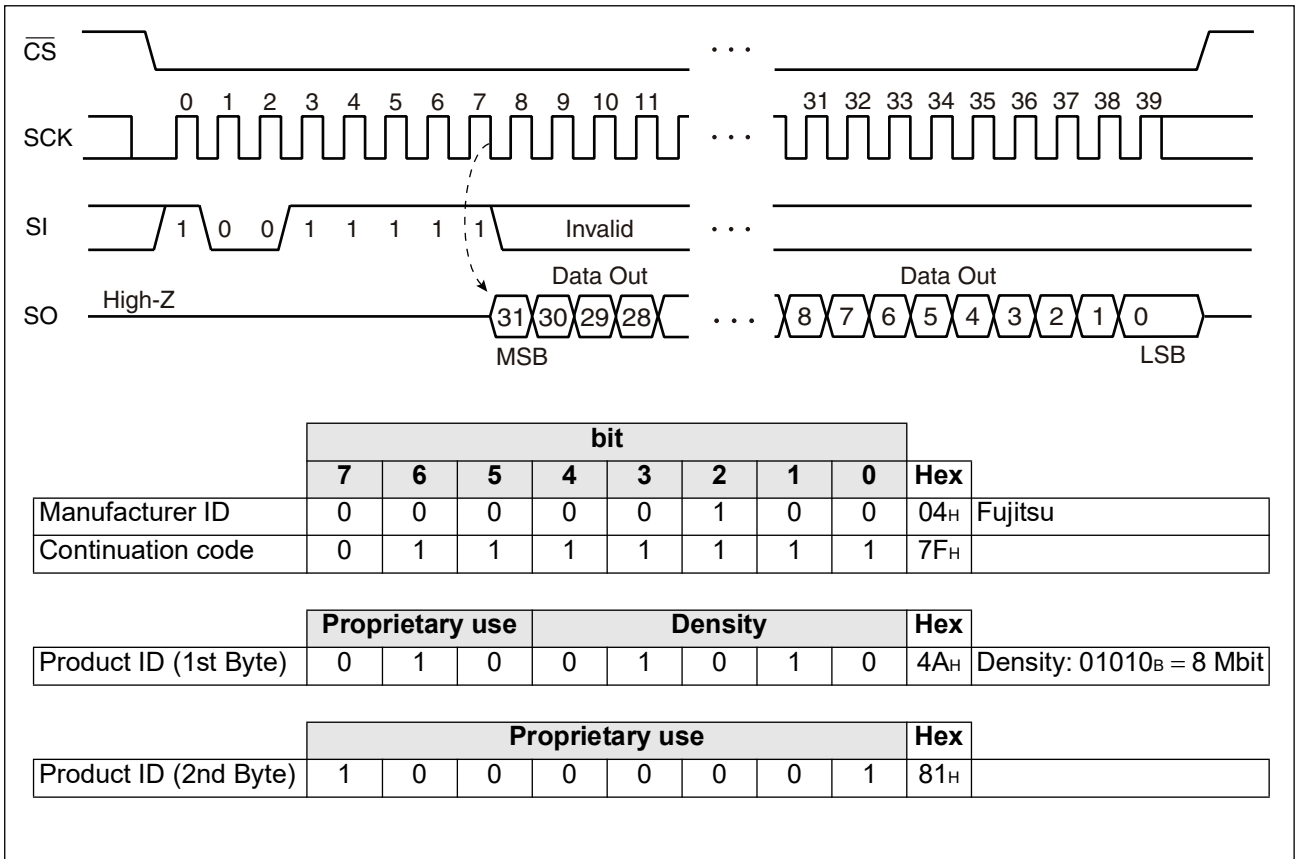 CS
· · ·
0 1 2 3 4 5 6 7 8 9 10 11 31 32 33 34 35 36 37 38 39
SCK · · ·
SI 1 0 0 1 1 1 1 1 Invalid · · ·
Data Out Data Out
High-Z
SO 31 30 29 28 · · · 8 7 6 5 4 3 2 1 0
MSB LSB
bit
7 6 5 4 3 2 1 0 Hex
Manufacturer ID 0 0 0 0 0 1 0 0 04H Fujitsu
Continuation code 0 1 1 1 1 1 1 1 7FH
Proprietary use Density Hex
Product ID (1st Byte) 0 1 0 0 1 0 1 0 4AH Density: 01010B = 8 Mbit
Proprietary use Hex
Product ID (2nd Byte) 1 0 0 0 0 0 0 1 81H